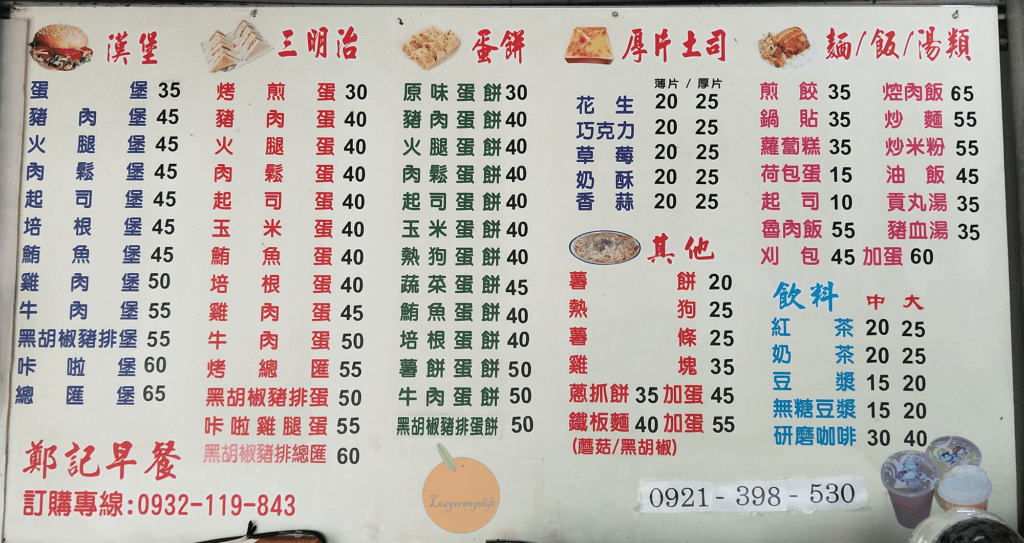 漢堡
蛋堡 35
豬肉堡 45
火腿堡 45
肉鬆堡 45
起司堡 45
培根堡 45
鮪魚堡 45
雞肉堡 50
牛肉堡 55
黑胡椒豬排堡 55
咔啦堡 60
總匯堡 65
三明治
烤煎蛋 30
豬肉蛋 40
火腿蛋 40
肉鬆蛋 40
起司蛋 40
玉米蛋 40
鮪魚蛋 40
培根蛋 40
雞肉蛋 45
牛肉蛋 50
烤總匯 55
黑胡椒豬排蛋 50
咔啦雞腿蛋 55
黑胡椒豬排總匯 60
蛋餅
原味蛋餅 30
豬肉蛋餅 40
火腿蛋餅 40
肉鬆蛋餅 40
起司蛋餅 40
玉米蛋餅 40
熱狗蛋餅 40
蔬菜蛋餅 45
鮪魚蛋餅 40
培根蛋餅 40
薯餅蛋餅 50
牛肉蛋餅 50
黑胡椒豬排蛋餅 50
厚片土司
薄片 / 厚片
花生 20 25
巧克力 20 25
草莓 20 25
奶酥 20 25
香蒜 20 25
其他
薯餅 20
熱狗 25
薯條 25
雞塊 35
蔥抓餅 35 加蛋 45
鐵板麵 40 加蛋 55
(蘑菇/黑胡椒)
麵/飯/湯類
煎餃 35 焢肉飯 65
鍋貼 35 炒麵 55
蘿蔔糕 35 炒米粉 55
荷包蛋 15 油飯 45
起司 10 貢丸湯 35
魯肉飯 55 豬血湯 35
刈包 45 加蛋 60
飲料 中 大
紅茶 20 25
奶茶 20 25
豆漿 15 20
無糖豆漿 15 20
研磨咖啡 30 40
鄭記早餐
訂購專線:0932-119-843
Lazyorangelife
0921-398-530